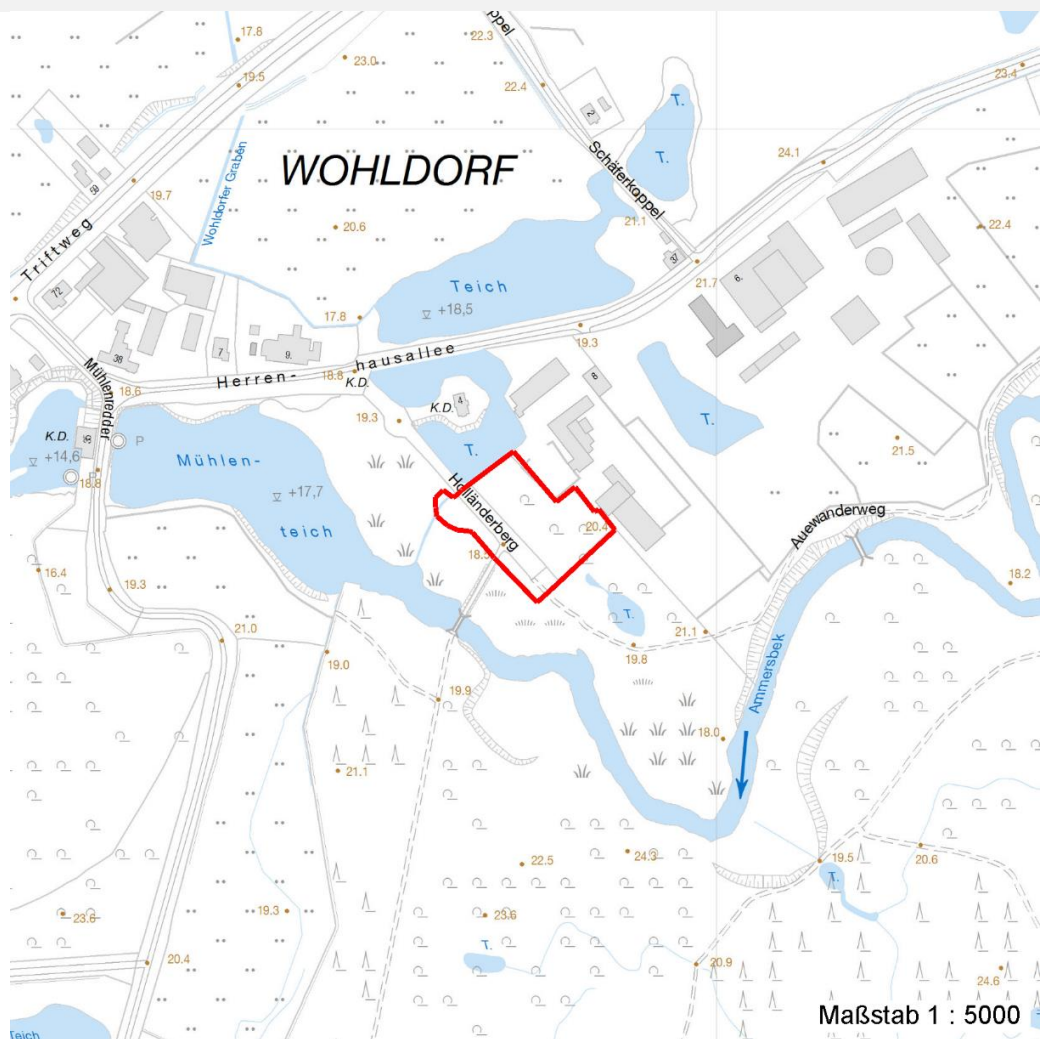 17.8
23.0
22.3
koppel
23.4
19.5
22.4
2
T.
T.
WOHLDORF
Schäferkoppel
24.1
59
19.7
Wohldorfer Graben
20.6
21.1
22.4
Triftweg
37
21.7
6.
72
Teich
+18,5
17.8
19.3
38
7
9.
Herren-
hausallee
18.8
K.D.
Mühlenredder
18.6
8
K.D.
4
19.3
T.
21.5
K.D.
+14,6
P
P
18.8
Mühlen-
teich
+17,7
T.
Holländerberg
20.4
18.5
Auewanderweg
16.4
19.3
18.2
T.
21.0
19.0
21.1
19.8
19.9
Ammersbek
18.0
21.1
22.5
24.3
19.5
20.6
T.
23.6
19.3
23.6
T.
20.4
20.9
24.6
Maßstab 1 : 5000
T.
Teich